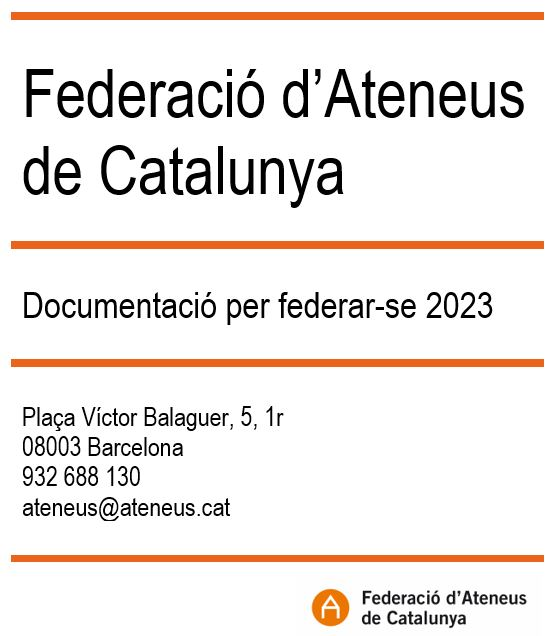 Federació d’Ateneus
de Catalunya
Documentació per federar-se 2023
Plaça Víctor Balaguer, 5, 1r
08003 Barcelona
932 688 130
ateneus@ateneus.cat
Federació d’Ateneus
de Catalunya